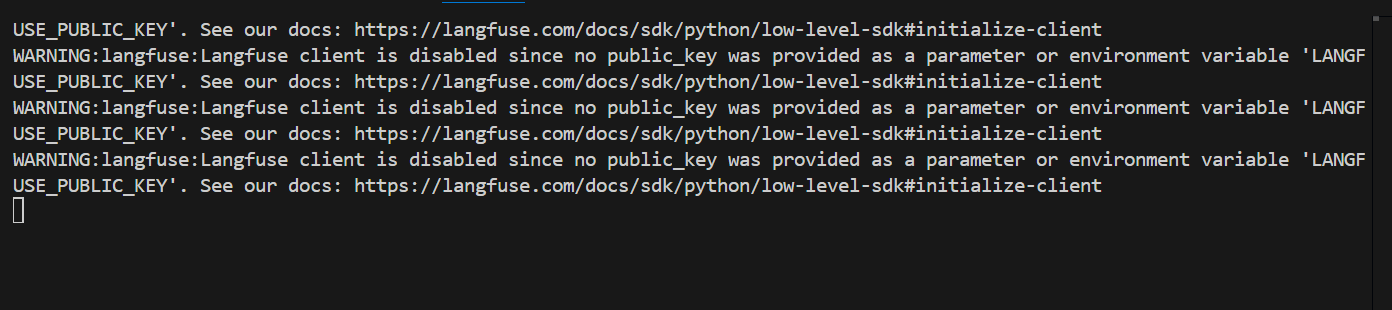 USE_PUBLIC_KEY'. See our docs: https://langfuse.com/docs/sdk/python/low-level-sdk#initialize-client
WARNING:langfuse:Langfuse client is disabled since no public_key was provided as a parameter or environment variable 'LANGF
USE_PUBLIC_KEY'. See our docs: https://langfuse.com/docs/sdk/python/low-level-sdk#initialize-client
WARNING:langfuse:Langfuse client is disabled since no public_key was provided as a parameter or environment variable 'LANGF
USE_PUBLIC_KEY'. See our docs: https://langfuse.com/docs/sdk/python/low-level-sdk#initialize-client
WARNING:langfuse:Langfuse client is disabled since no public_key was provided as a parameter or environment variable 'LANGF
USE_PUBLIC_KEY'. See our docs: https://langfuse.com/docs/sdk/python/low-level-sdk#initialize-client